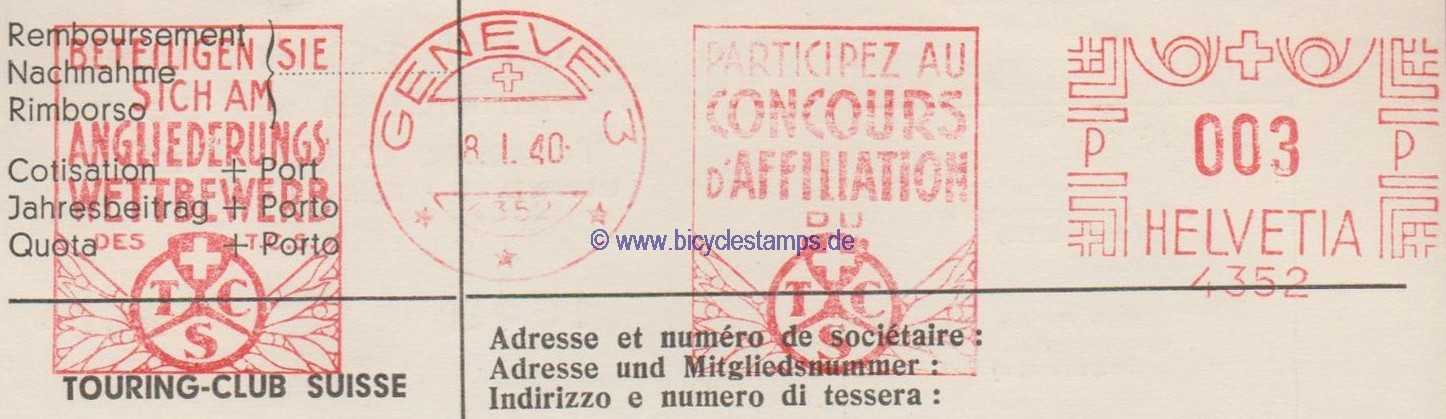 Remboursement
Nachnahme
Rimborso
Cotisation + Port
Jahresbeitrag + Porto
Quota + Porto
BETEILIGEN SIE
SICH AM
ANGLIEDERUNGS
WETTBEWERB
DES T.C.S.
T C
S
TOURING-CLUB SUISSE
GENEVE 3
8. I. 40
4352
PARTICIPEZ AU
CONCOURS
D'AFFILIATION
DU
T C
S
© www.bicyclestamps.de
P 003 P
HELVETIA
4352
Adresse et numéro de sociétaire :
Adresse und Mitgliedsnummer :
Indirizzo e numero di tessera :